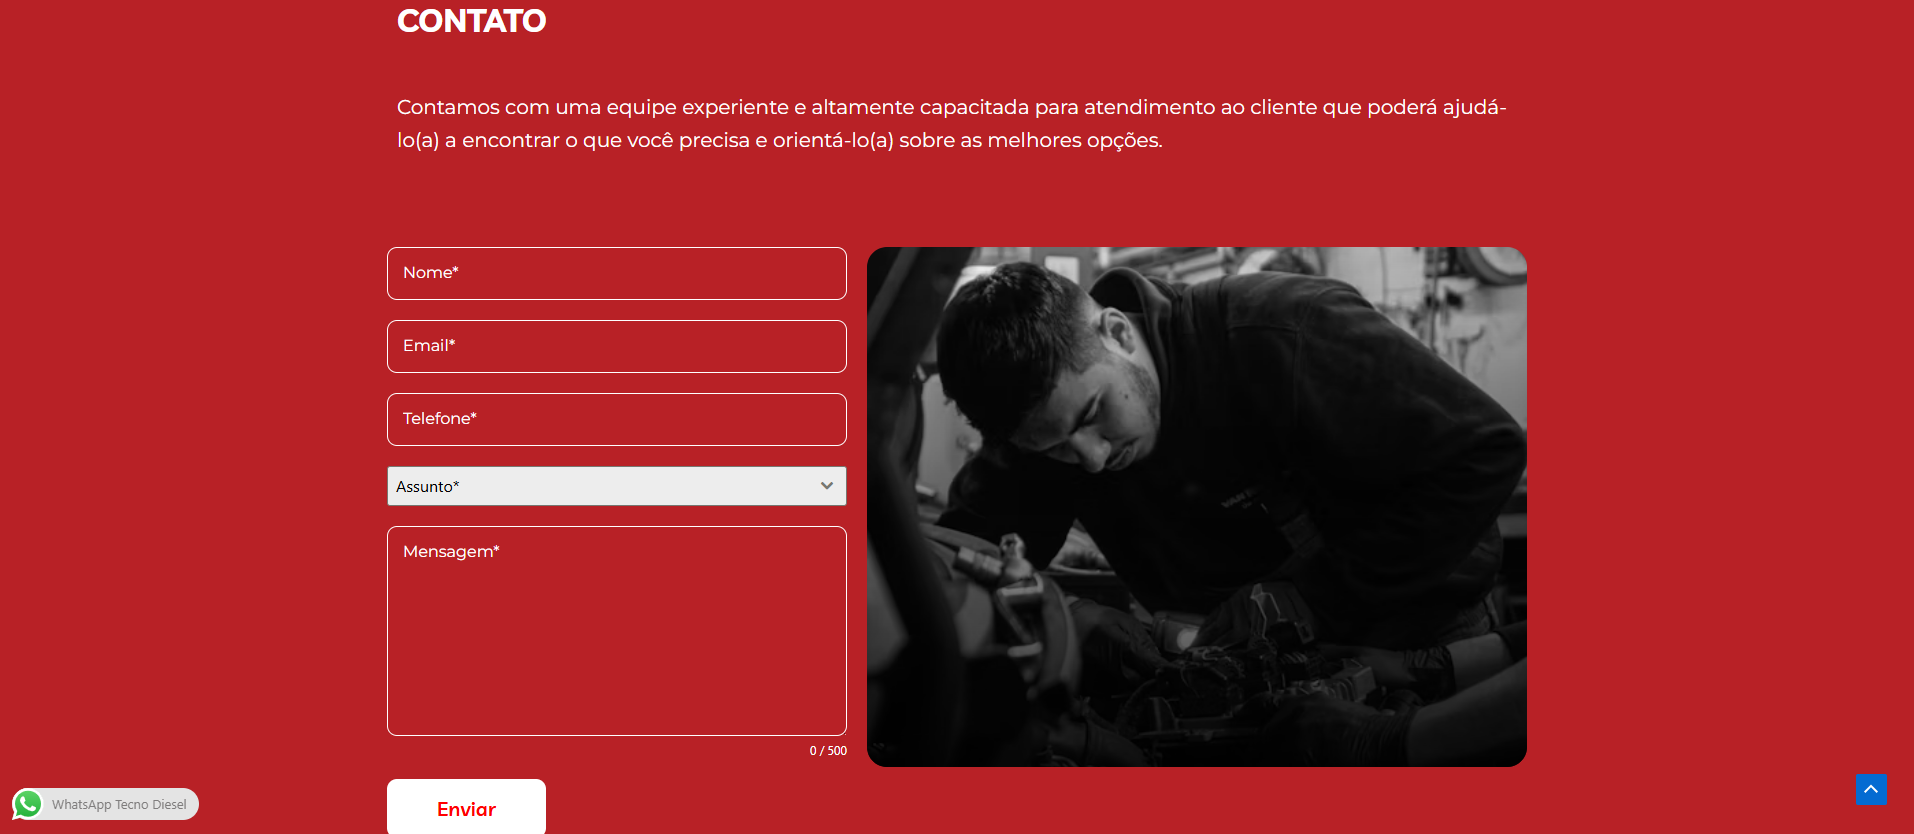 CONTATO
Contamos com uma equipe experiente e altamente capacitada para atendimento ao cliente que poderá ajudá-
lo(a) a encontrar o que você precisa e orientá-lo(a) sobre as melhores opções.
Nome*
Email*
Telefone*
Assunto*
Mensagem*
0 / 500
Enviar
WhatsApp Tecno Diesel